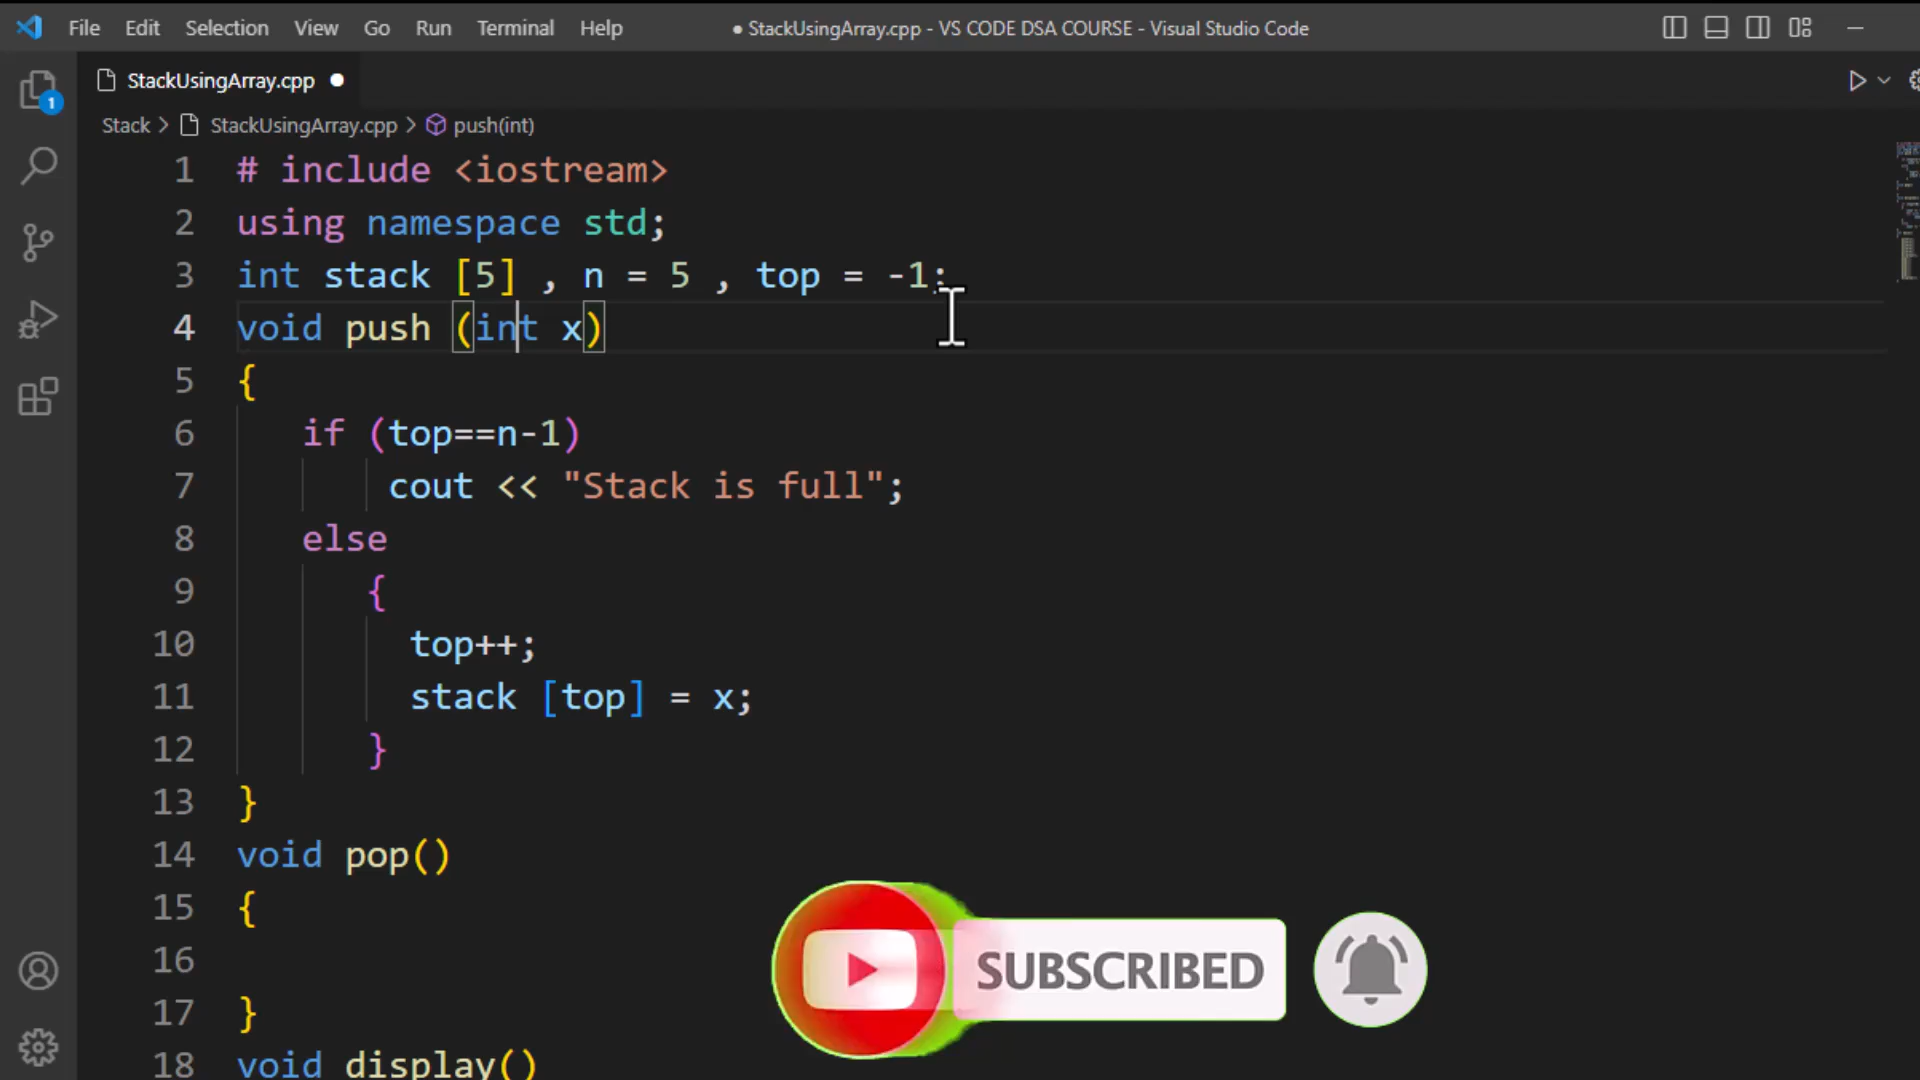 File Edit Selection View Go Run Terminal Help ● StackUsingArray.cpp - VS CODE DSA COURSE - Visual Studio Code
StackUsingArray.cpp ●
1
Stack > StackUsingArray.cpp > push(int)
1 # include <iostream>
2 using namespace std;
3 int stack [5] , n = 5 , top = -1;
4 void push (int x)
5 {
6 if (top==n-1)
7 cout << "Stack is full";
8 else
9 {
10 top++;
11 stack [top] = x;
12 }
13 }
14 void pop()
15 {
16
17 }
18 void display()
SUBSCRIBED